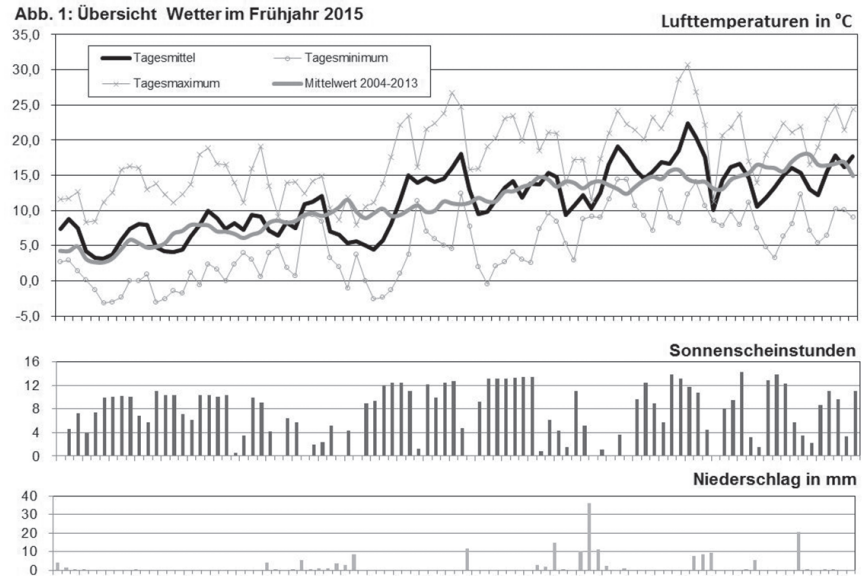 Abb. 1: Übersicht Wetter im Frühjahr 2015
Lufttemperaturen in °C
35,0
30,0
25,0
20,0
15,0
10,0
5,0
0,0
-5,0
Tagesmittel
Tagesminimum
Tagesmaximum
Mittelwert 2004-2013
Sonnenscheinstunden
16
12
8
4
0
Niederschlag in mm
40
30
20
10
0